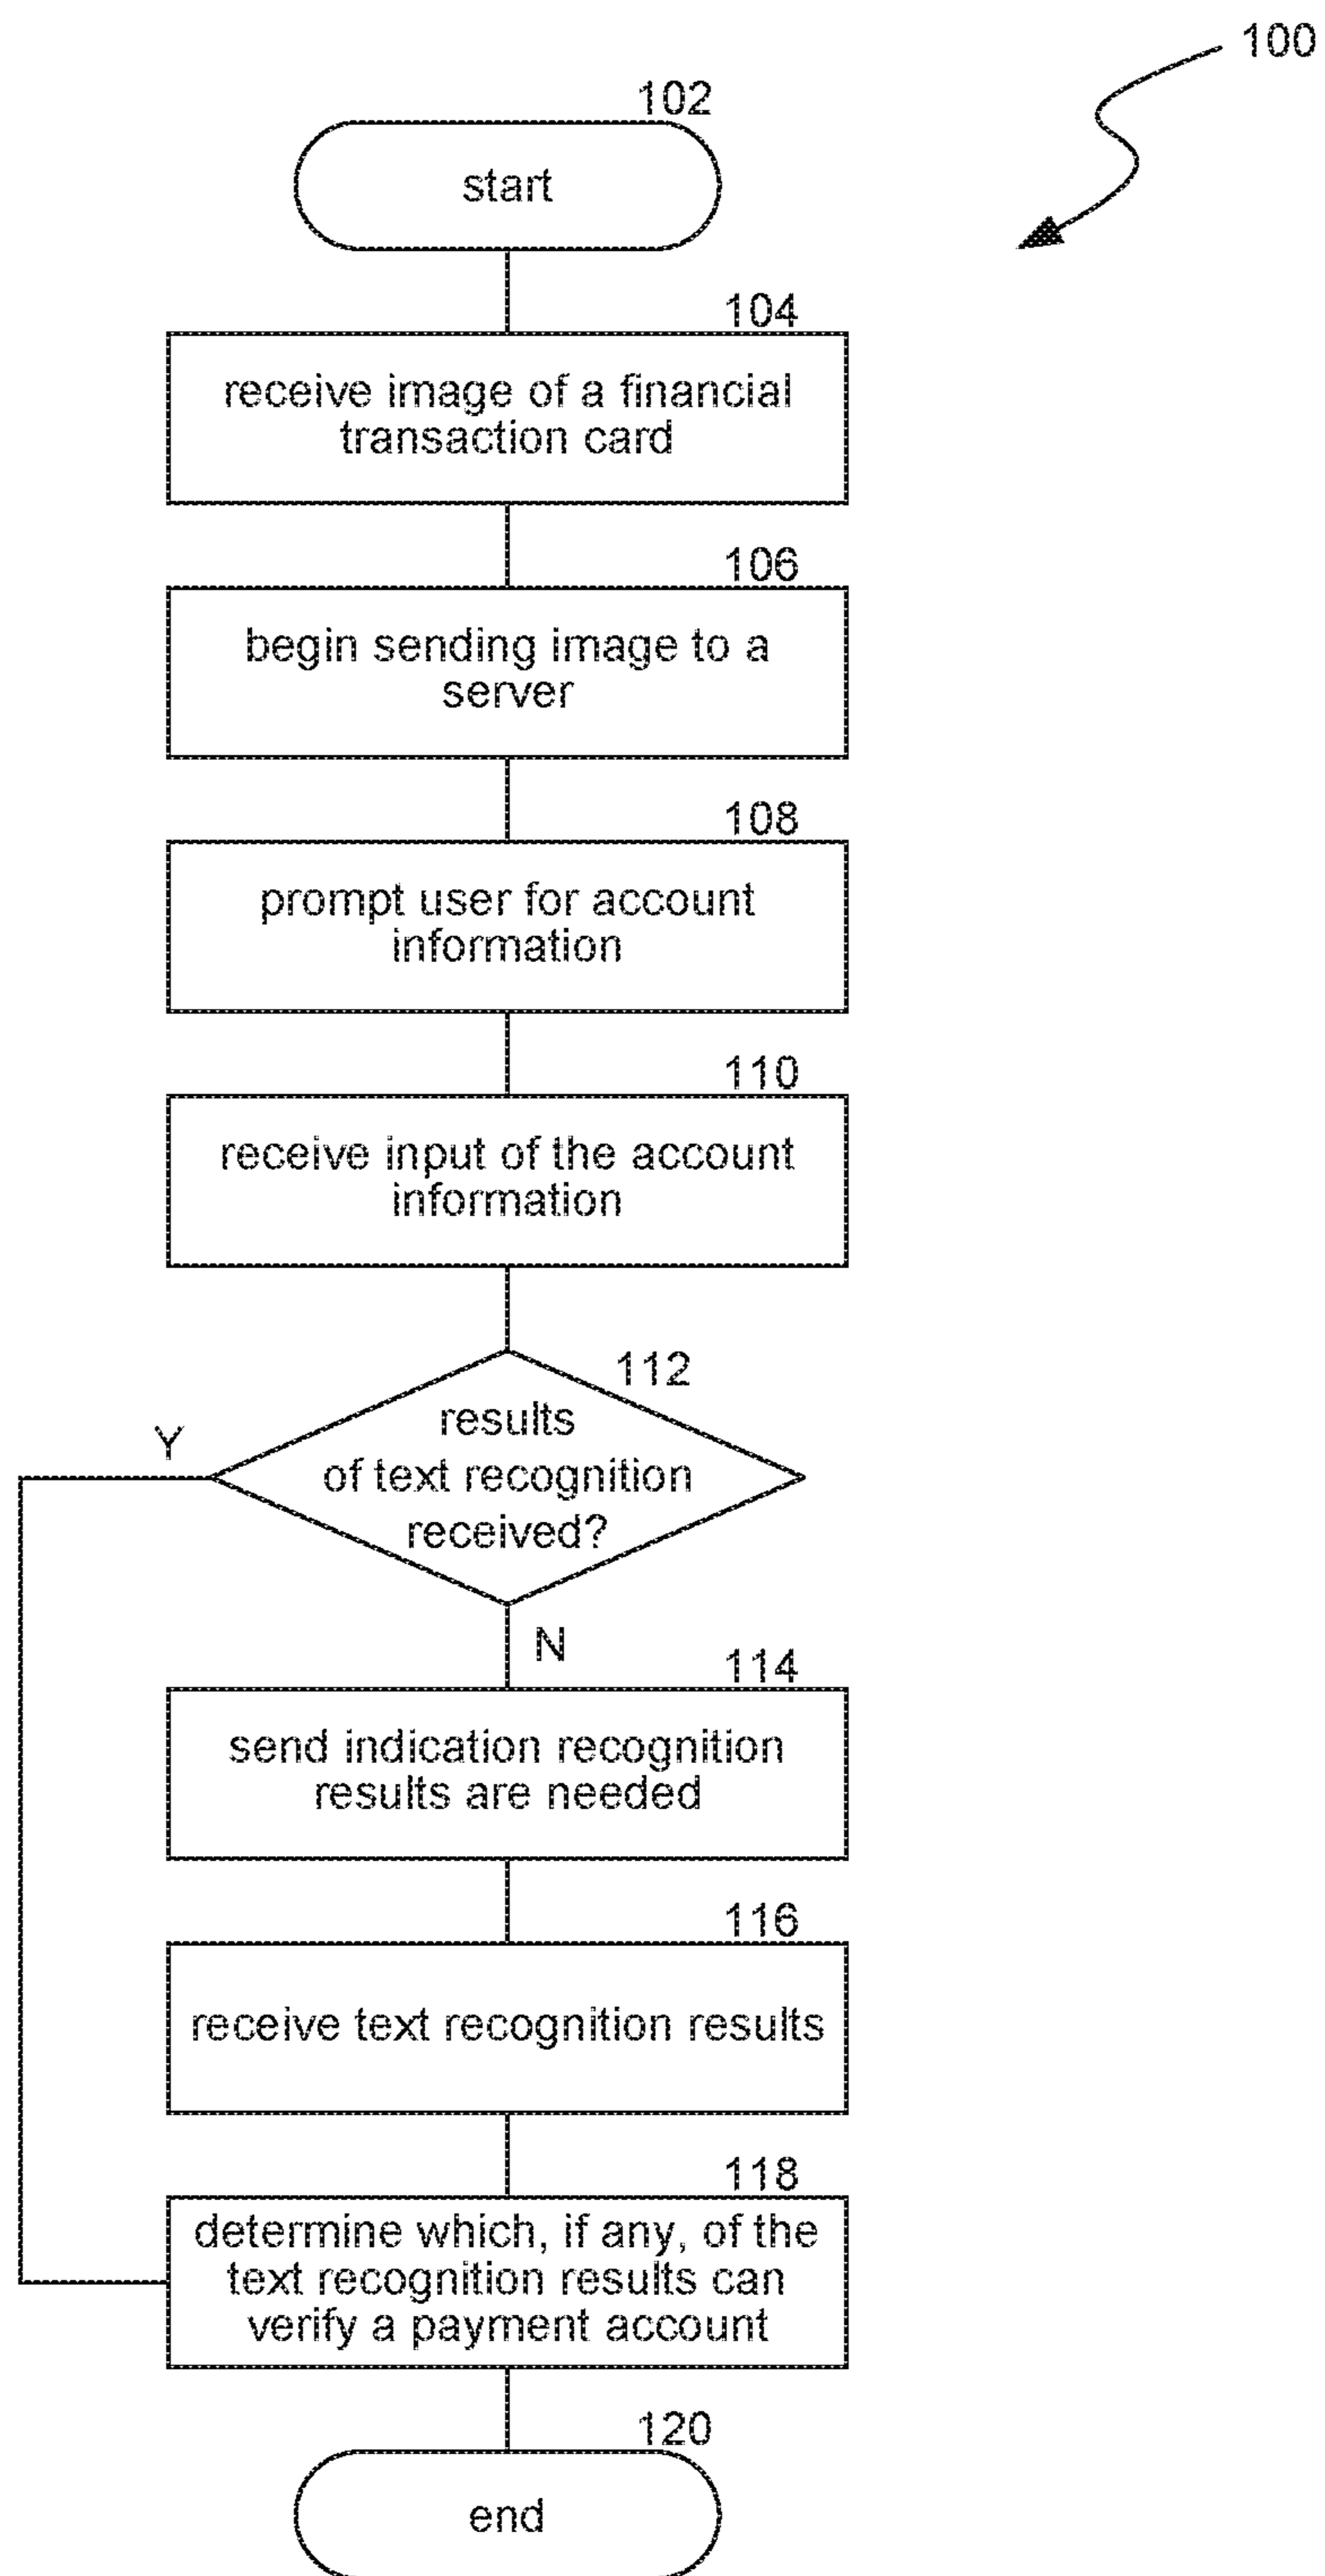 100
102
start
104
receive image of a financial
transaction card
106
begin sending image to a
server
108
prompt user for account
information
110
receive input of the account
information
112
results
of text recognition
received?
Y
N
114
send indication recognition
results are needed
116
receive text recognition results
118
determine which, if any, of the
text recognition results can
verify a payment account
120
end